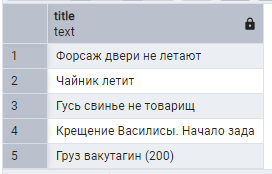 title
text
1 Форсаж двери не летают
2 Чайник летит
3 Гусь свинье не товарищ
4 Крещение Василисы. Начало зада
5 Груз вакутагин (200)